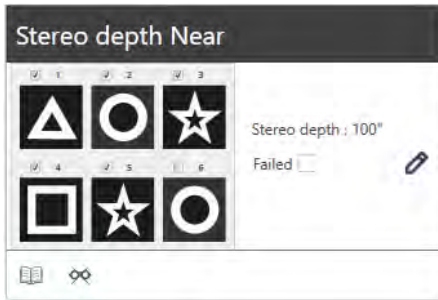 Stereo depth Near
1 2 3
Stereo depth : 100"
4 5 6
Failed